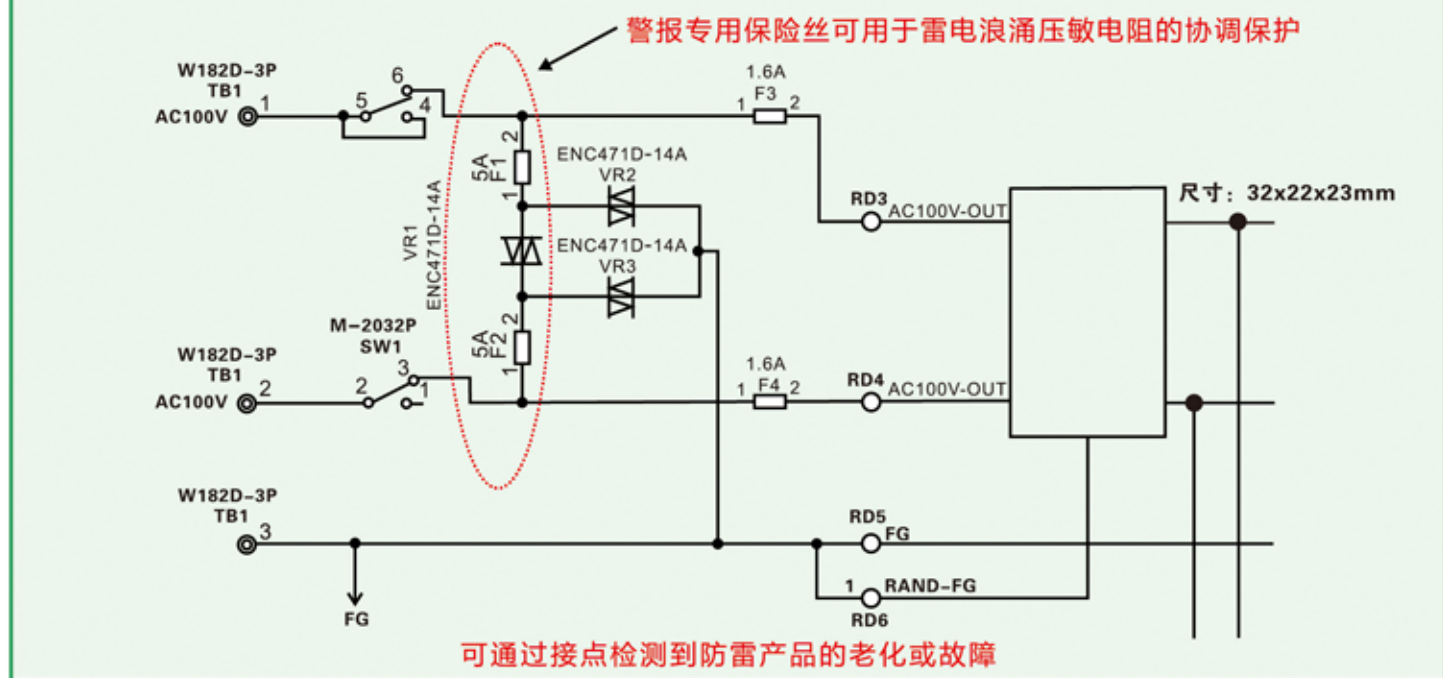 警报专用保险丝可用于雷电浪涌压敏电阻的协调保护
W182D-3P
TB1
AC100V 1
5
6
4
1.6A
F3
1 2
2
5A
F1
1
ENC471D-14A
VR2
VR1
ENC471D-14A
ENC471D-14A
VR3
RD3
AC100V-OUT
尺寸：32x22x23mm
M-2032P
SW1
W182D-3P
TB1
AC100V 2
2
3
1
2
5A
F2
1
1.6A
F4
1 2
RD4
AC100V-OUT
W182D-3P
TB1
3
RD5
FG
1 RAND-FG
RD6
FG
可通过接点检测到防雷产品的老化或故障